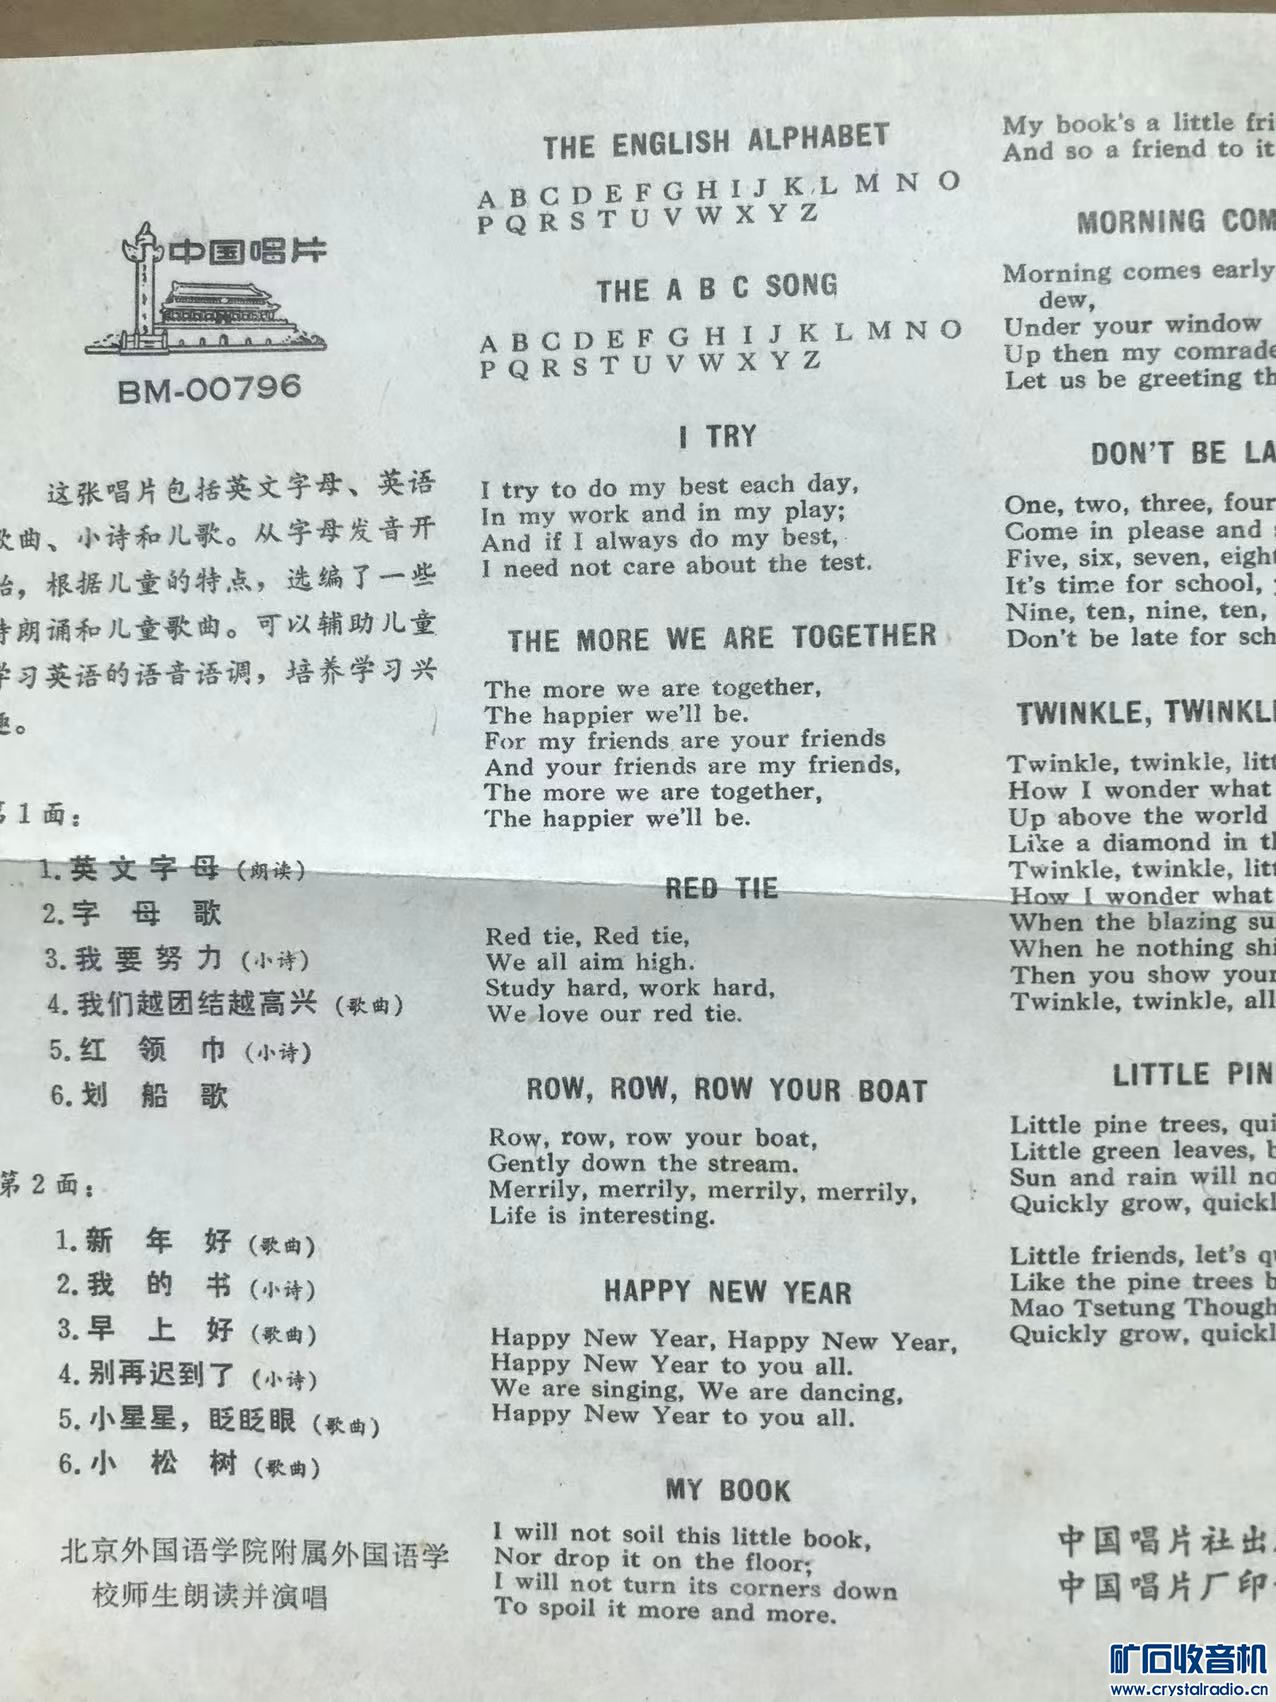 中国唱片
BM-00796
这张唱片包括英文字母、英语
歌曲、小诗和儿歌。从字母发音开
始，根据儿童的特点，选编了一些
诗朗诵和儿童歌曲。可以辅助儿童
学习英语的语音语调，培养学习兴
趣。
第1面：
1.英文字母（朗读）
2.字母歌
3.我要努力（小诗）
4.我们越团结越高兴（歌曲）
5.红领巾（小诗）
6.划船歌
第2面：
1.新年好（歌曲）
2.我的书（小诗）
3.早上好（歌曲）
4.别再迟到了（小诗）
5.小星星，眨眨眼（歌曲）
6.小松树（歌曲）
北京外国语学院附属外国语学
校师生朗读并演唱
THE ENGLISH ALPHABET
A B C D E F G H I J K L M N O
P Q R S T U V W X Y Z
THE A B C SONG
A B C D E F G H I J K L M N O
P Q R S T U V W X Y Z
I TRY
I try to do my best each day,
In my work and in my play;
And if I always do my best,
I need not care about the test.
THE MORE WE ARE TOGETHER
The more we are together,
The happier we'll be.
For my friends are your friends
And your friends are my friends,
The more we are together,
The happier we'll be.
RED TIE
Red tie, Red tie,
We all aim high.
Study hard, work hard,
We love our red tie.
ROW, ROW, ROW YOUR BOAT
Row, row, row your boat,
Gently down the stream.
Merrily, merrily, merrily, merrily,
Life is interesting.
HAPPY NEW YEAR
Happy New Year, Happy New Year,
Happy New Year to you all.
We are singing, We are dancing,
Happy New Year to you all.
MY BOOK
I will not soil this little book,
Nor drop it on the floor;
I will not turn its corners down
To spoil it more and more.
My book's a little
And so a friend to it
MORNING
Morning comes early
dew,
Under your window
Up then my comrade
Let us be greeting
DON'T BE
One, two, three, four
Come in please and
Five, six, seven, eight
It's time for school,
Nine, ten, nine, ten,
Don't be late for
TWINKLE,
Twinkle, twinkle,
How I wonder what
Up above the world
Like a diamond in
Twinkle, twinkle,
How I wonder what
When the blazing
When he nothing
Then you show your
Twinkle, twinkle, all
LITTLE
Little pine trees,
Little green leaves,
Sun and rain will
Quickly grow,
Little friends, let's
Like the pine trees
Mao Tsetung
Quickly grow,
中国唱片社出
中国唱片厂印
矿石收音机
www.crystalradio.cn